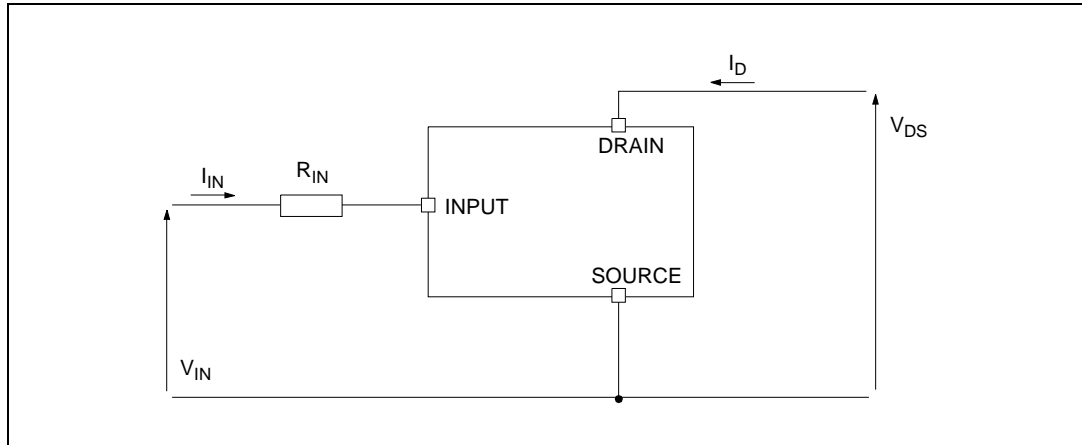 I_D
DRAIN
V_DS
R_IN
I_IN
INPUT
SOURCE
V_IN